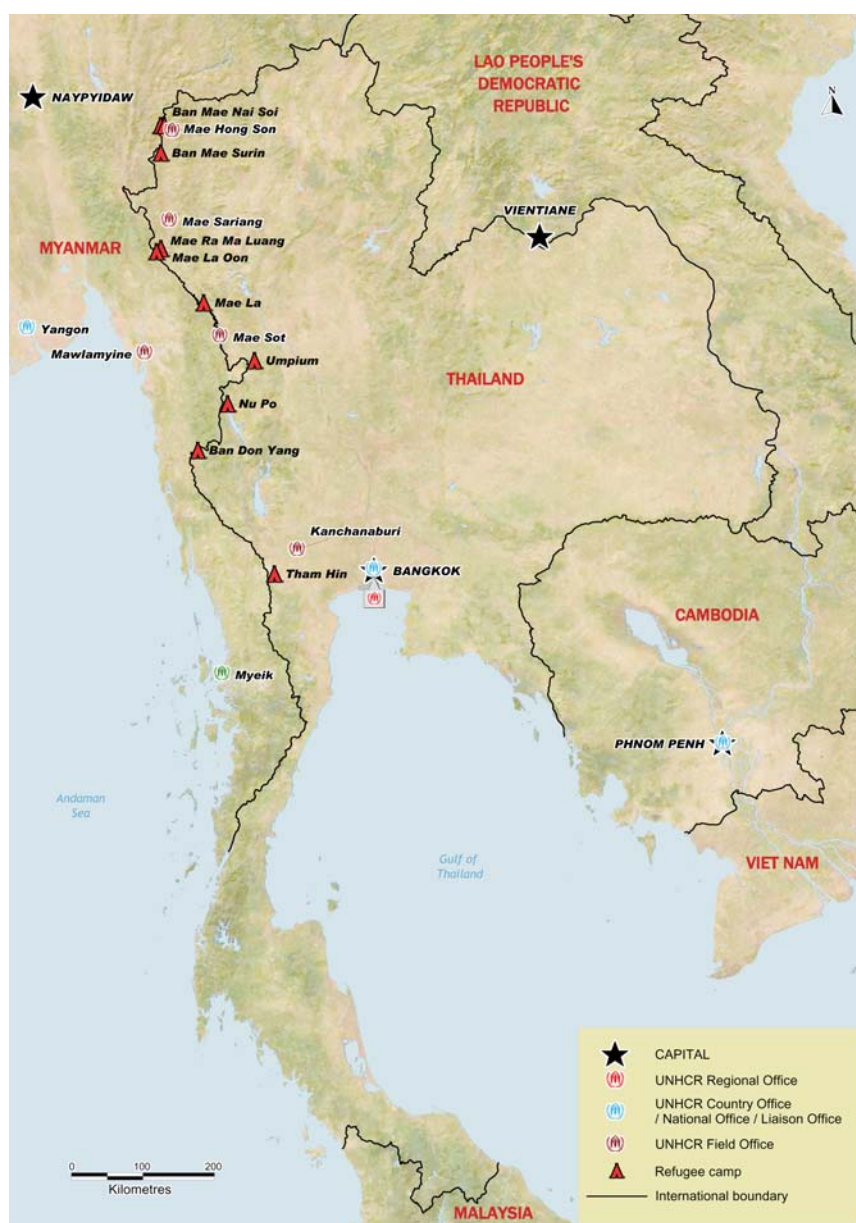 LAO PEOPLE'S
DEMOCRATIC
REPUBLIC
N
NAYPYIDAW
Ban Mae Nai Soi
Mae Hong Son
Ban Mae Surin
VIENTIANE
Mae Sariang
MYANMAR
Mae Ra Ma Luang
Mae La Oon
Mae La
Yangon
Mae Sot
Mawlamyine
Umpium
THAILAND
Nu Po
Ban Don Yang
Kanchanaburi
Tham Hin
BANGKOK
CAMBODIA
Myeik
PHNOM PENH
Andaman
Sea
Gulf of
Thailand
VIET NAM
CAPITAL
UNHCR Regional Office
UNHCR Country Office
/ National Office / Liaison Office
UNHCR Field Office
Refugee camp
International boundary
0 100 200
Kilometres
MALAYSIA